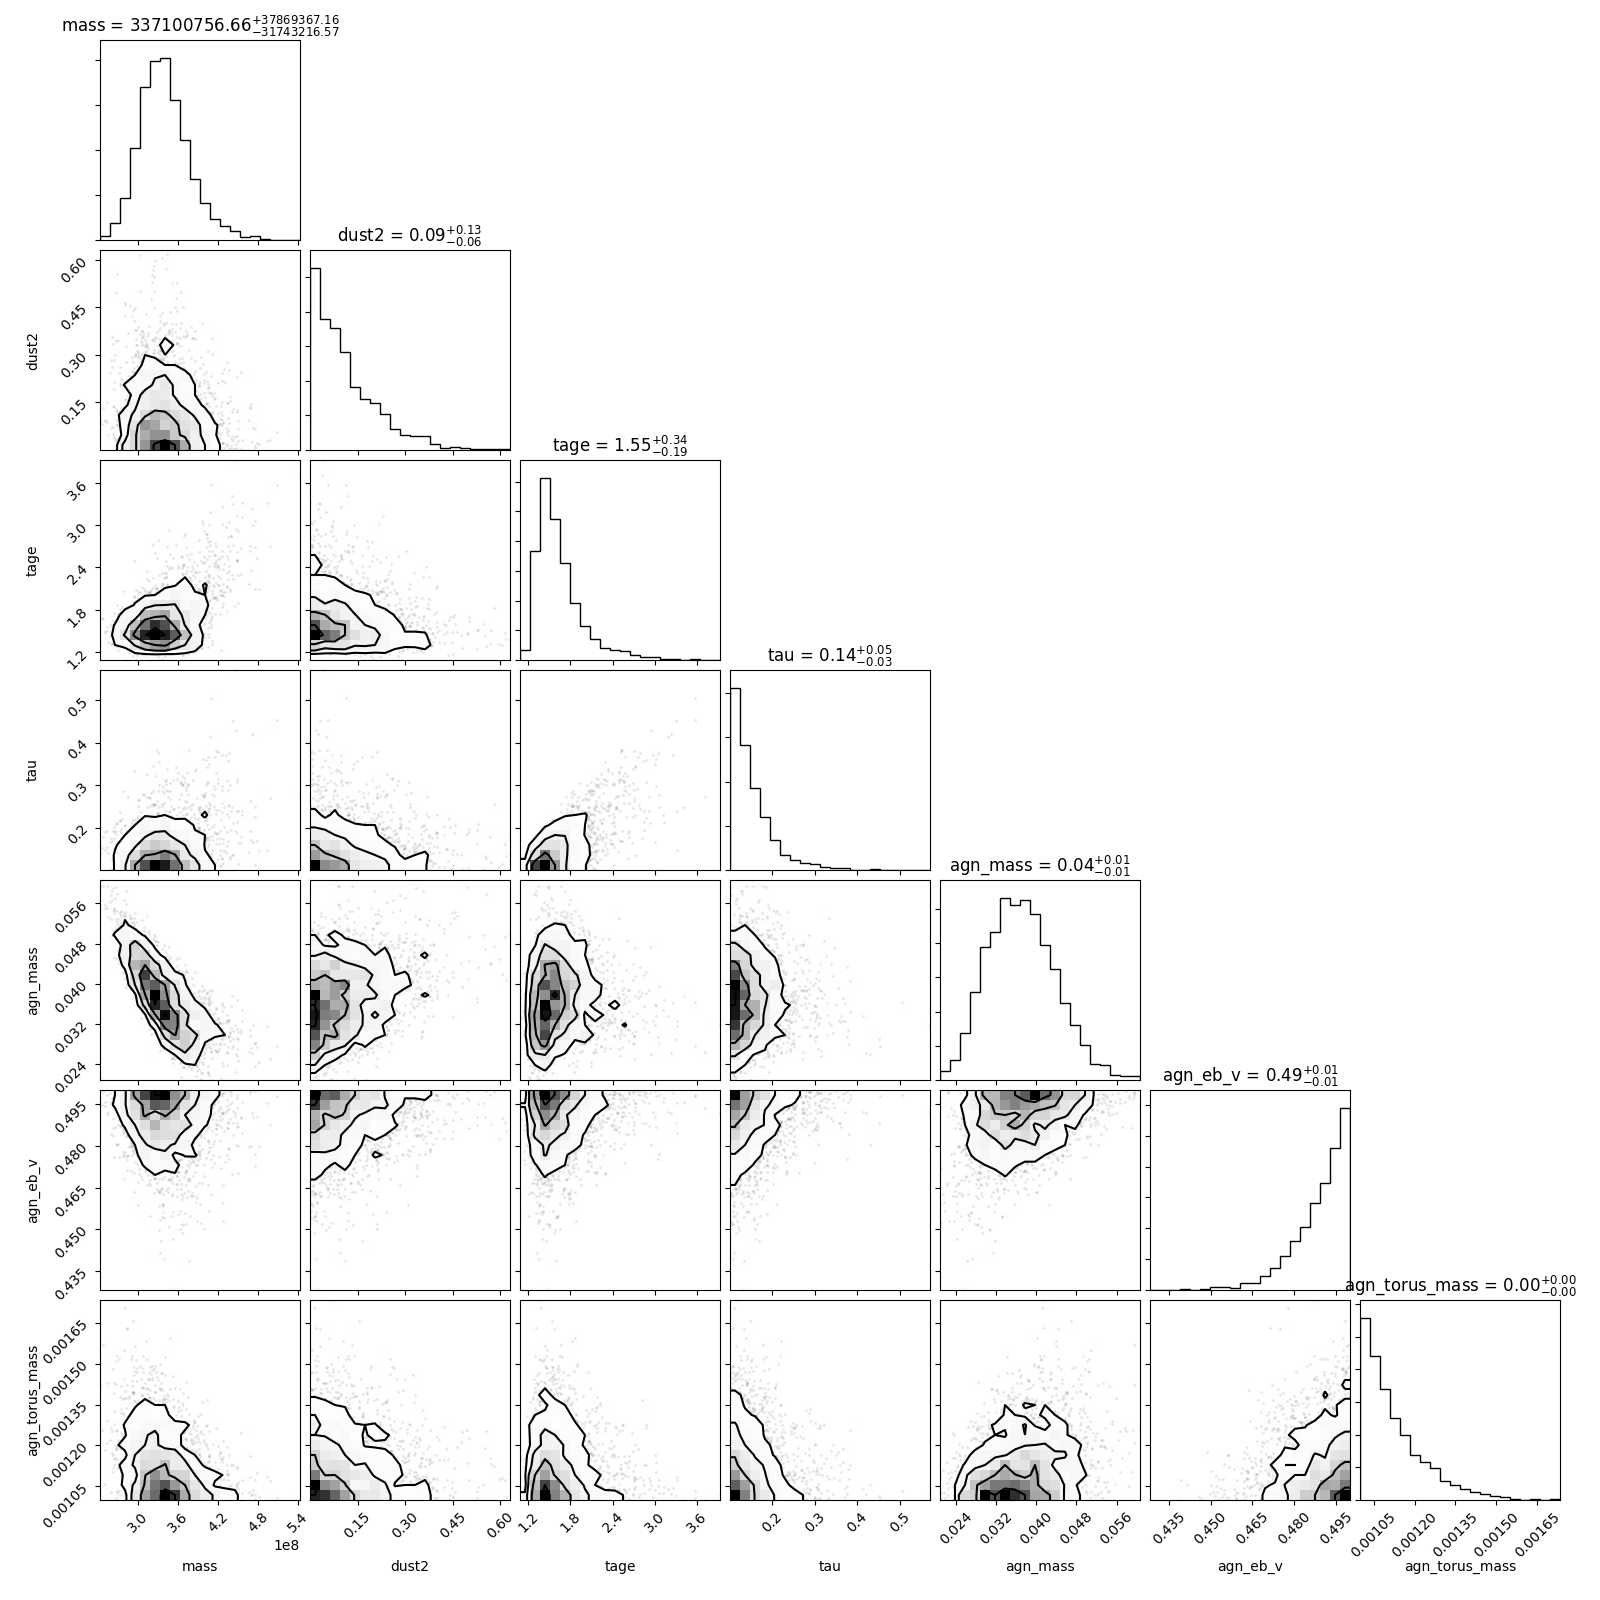 mass = 337100756.66+37869367.16−31743216.57
dust2 = 0.09+0.13−0.06
0.60
0.45
0.30
0.15
dust2
tage = 1.55+0.34−0.19
3.6
3.0
2.4
1.8
1.2
tage
tau = 0.14+0.05−0.03
0.5
0.4
0.3
0.2
tau
agn_mass = 0.04+0.01−0.01
0.056
0.048
0.040
0.032
0.024
agn_mass
agn_eb_v = 0.49+0.01−0.01
0.495
0.480
0.465
0.450
0.435
agn_eb_v
agn_torus_mass = 0.00+0.00−0.00
0.00165
0.00150
0.00135
0.00120
0.00105
agn_torus_mass
3.0 3.6 4.2 4.8 5.4 0.15 0.30 0.45 0.60 1.2 1.8 2.4 3.0 3.6 0.2 0.3 0.4 0.5 0.024 0.032 0.040 0.048 0.056 0.435 0.450 0.465 0.480 0.495 0.00105 0.00120 0.00135 0.00150 0.00165
1e8
mass dust2 tage tau agn_mass agn_eb_v agn_torus_mass